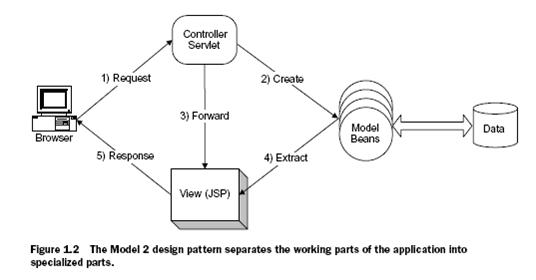 Controller
Servlet
1) Request
2) Create
3) Forward
Browser
Model
Beans
Data
5) Response
4) Extract
View (JSP)
Figure 1.2 The Model 2 design pattern separates the working parts of the application into
specialized parts.